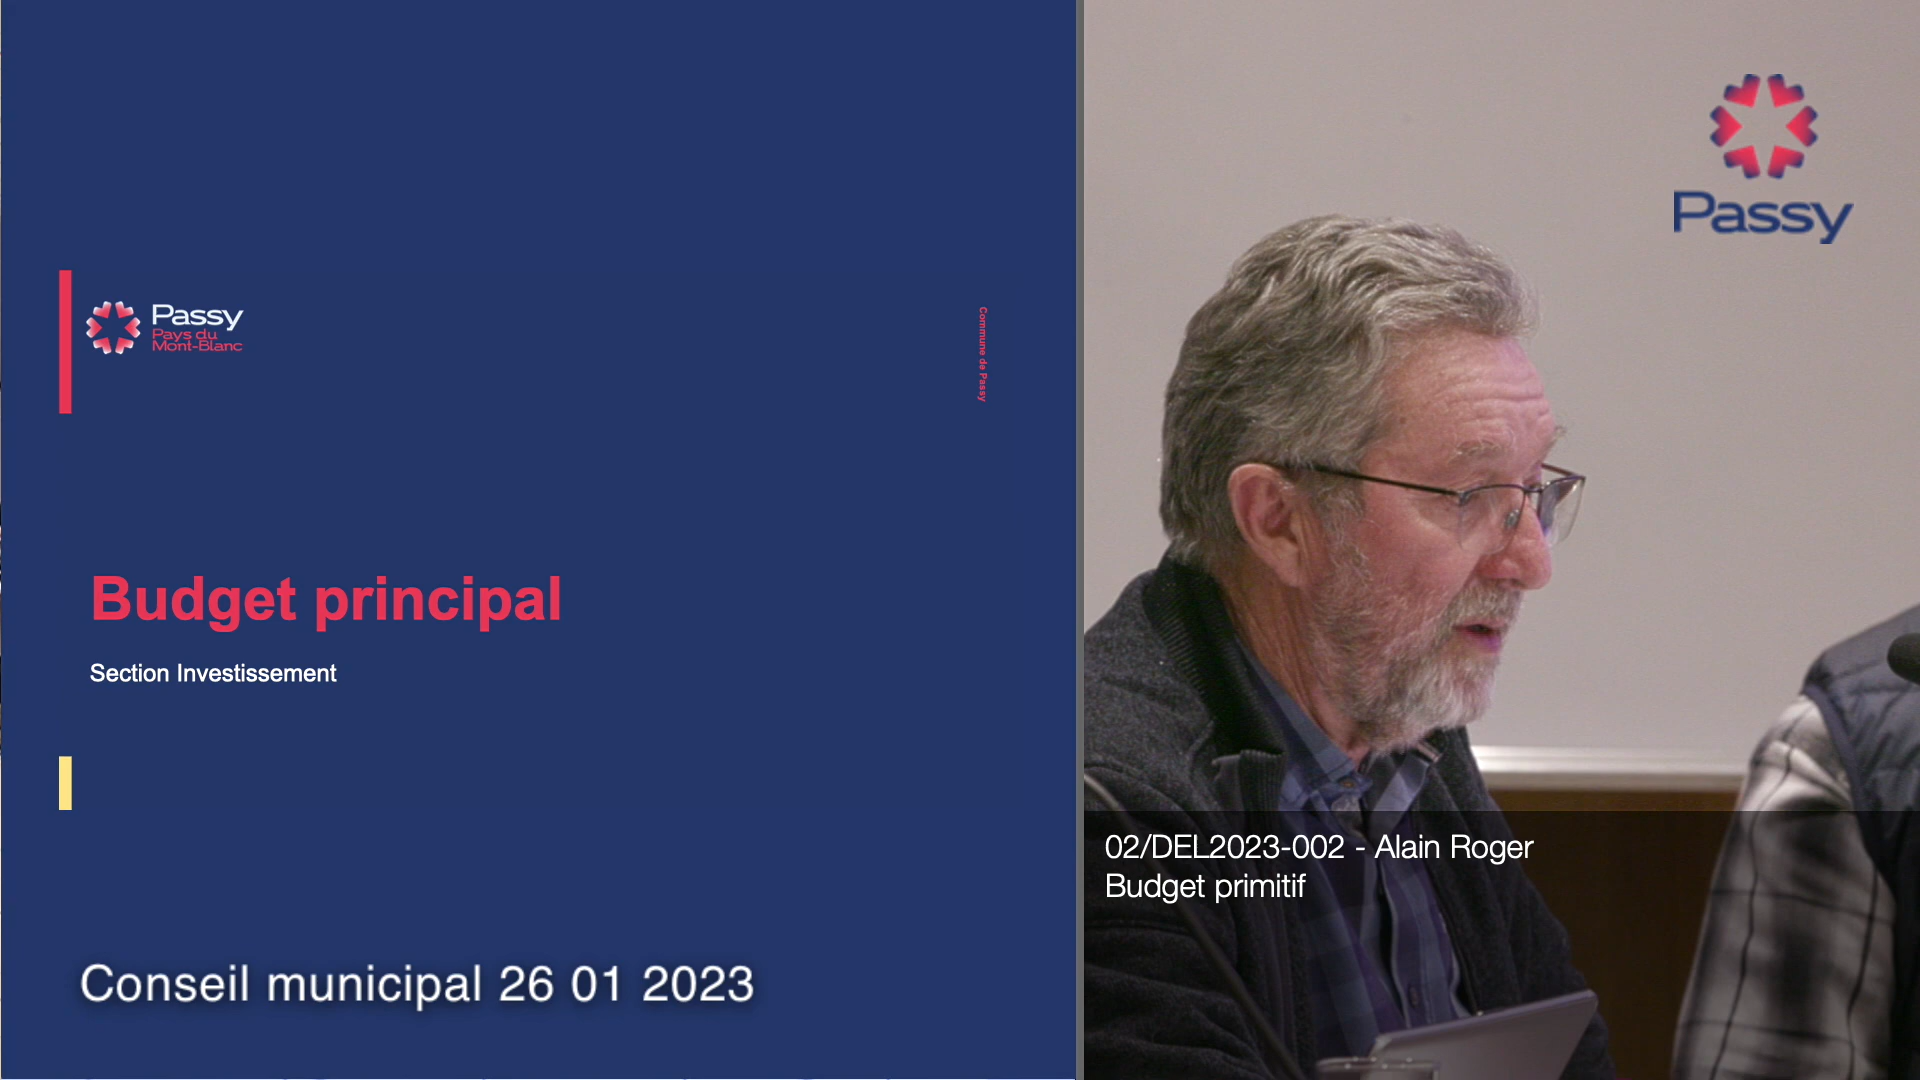 Passy
Pays du
Mont-Blanc
Commune de Passy
Budget principal
Section Investissement
Conseil municipal 26 01 2023
Passy
02/DEL2023-002 - Alain Roger
Budget primitif